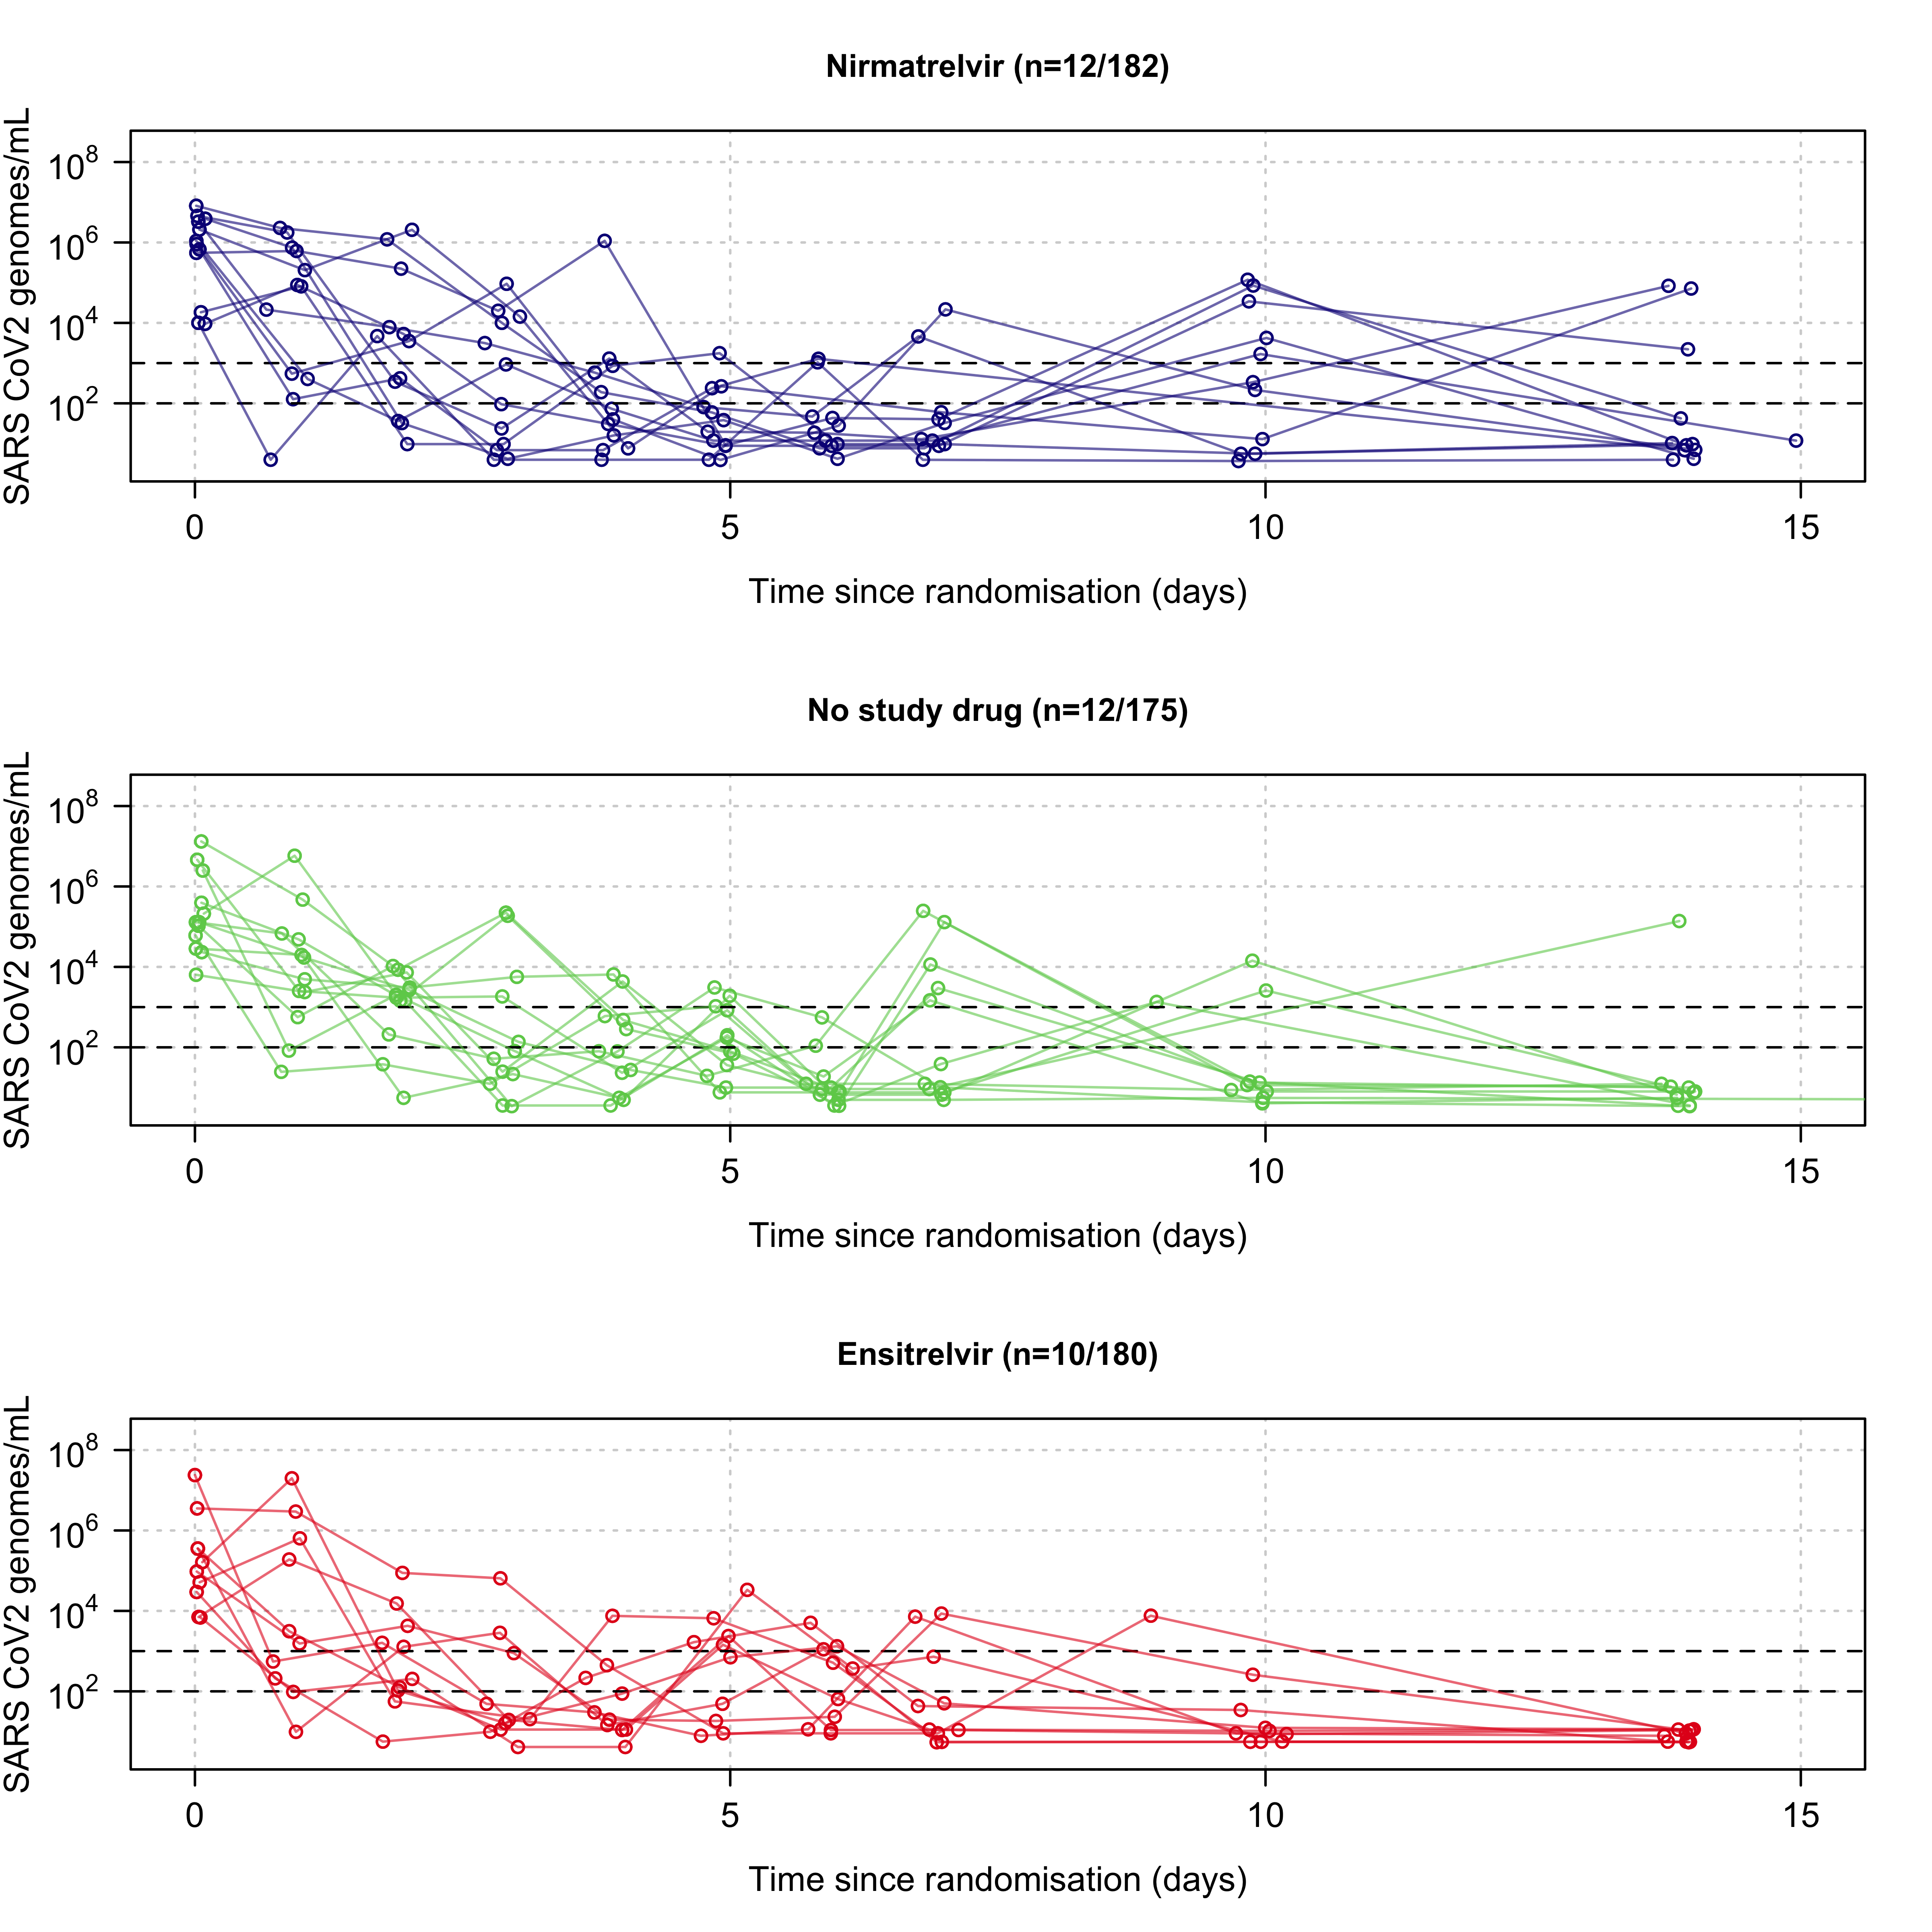 Nirmatrelvir (n=12/182)
SARS CoV2 genomes/mL
10^8
10^6
10^4
10^2
0 5 10 15
Time since randomisation (days)
No study drug (n=12/175)
SARS CoV2 genomes/mL
10^8
10^6
10^4
10^2
0 5 10 15
Time since randomisation (days)
Ensitrelvir (n=10/180)
SARS CoV2 genomes/mL
10^8
10^6
10^4
10^2
0 5 10 15
Time since randomisation (days)